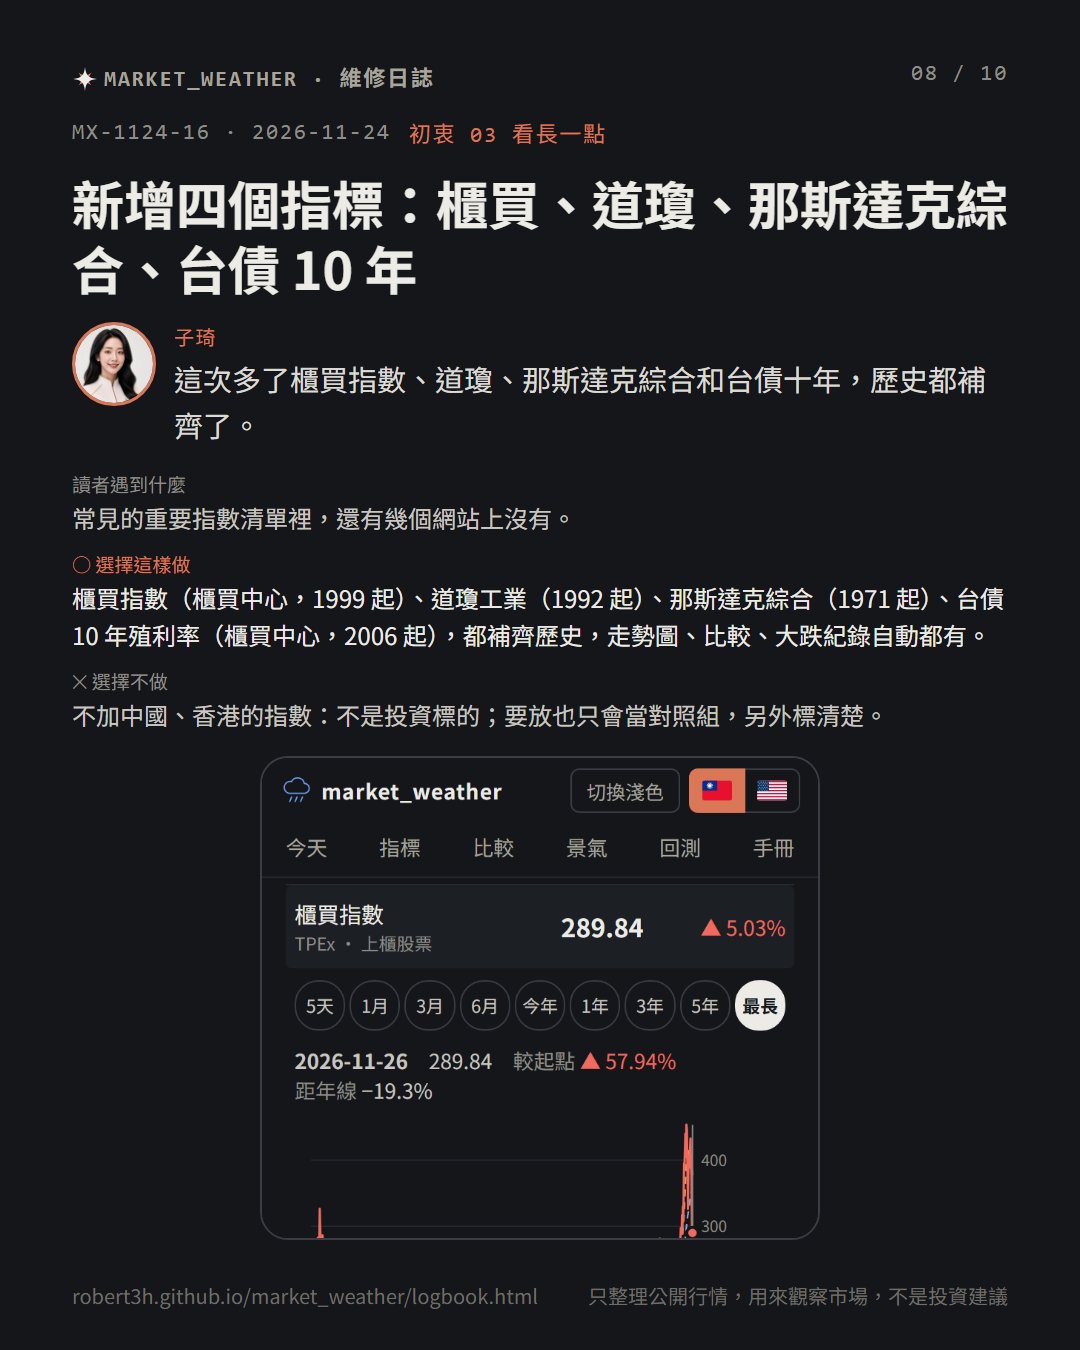 MARKET_WEATHER · 維修日誌
08 / 10
MX-1124-16 · 2026-11-24 初衷 03 看長一點
新增四個指標：櫃買、道瓊、那斯達克綜
合、台債 10 年
子琦
這次多了櫃買指數、道瓊、那斯達克綜合和台債十年，歷史都補
齊了。
讀者遇到什麼
常見的重要指數清單裡，還有幾個網站上沒有。
○ 選擇這樣做
櫃買指數（櫃買中心，1999 起）、道瓊工業（1992 起）、那斯達克綜合（1971 起）、台債
10 年殖利率（櫃買中心，2006 起），都補齊歷史，走勢圖、比較、大跌紀錄自動都有。
╳ 選擇不做
不加中國、香港的指數：不是投資標的；要放也只會當對照組，另外標清楚。
market_weather
切換淺色
今天 指標 比較 景氣 回測 手冊
櫃買指數
TPEx · 上櫃股票
289.84
▲ 5.03%
5天 1月 3月 6月 今年 1年 3年 5年 最長
2026-11-26 289.84 較起點 ▲ 57.94%
距年線 −19.3%
400
300
robert3h.github.io/market_weather/logbook.html
只整理公開行情，用來觀察市場，不是投資建議